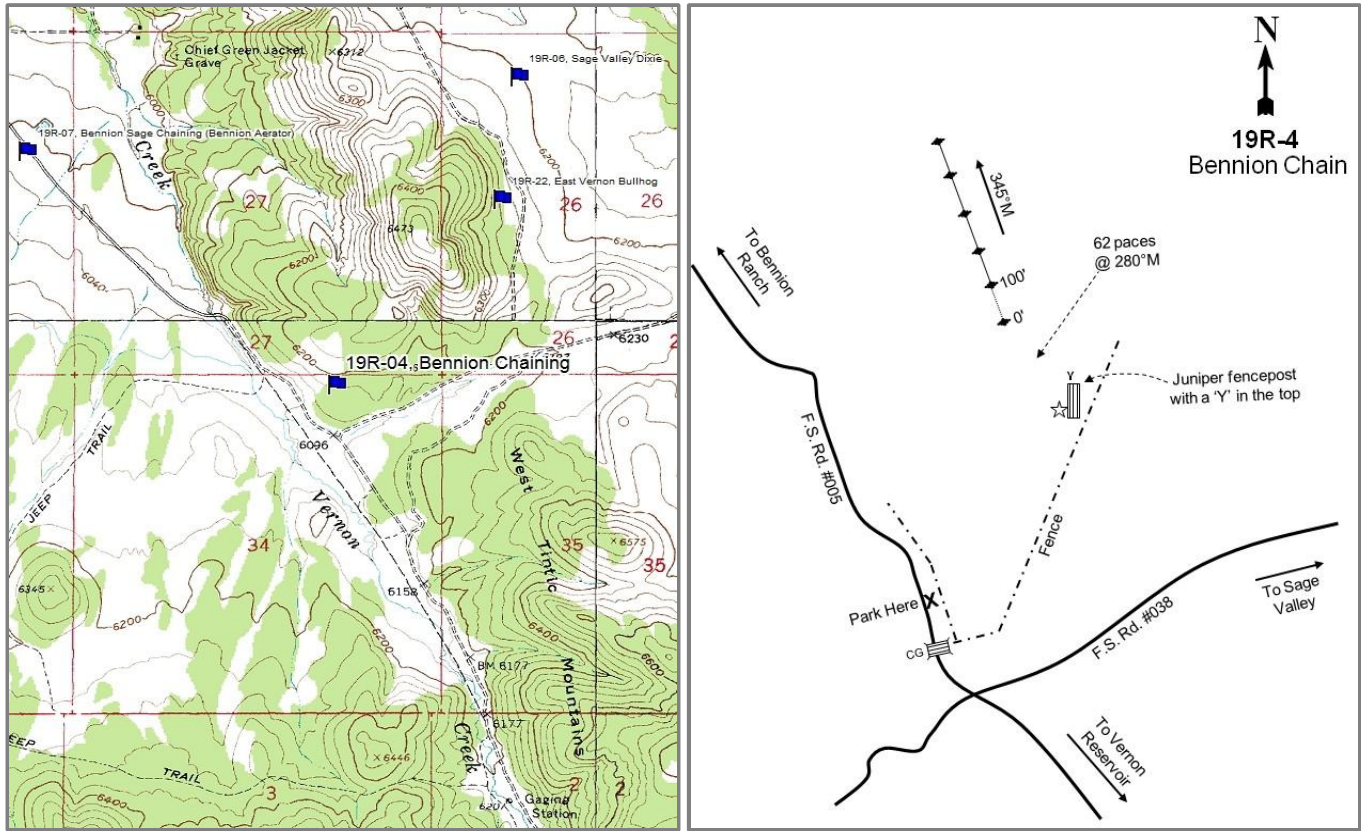 Chief Green Jacket
Grave
6312
19R-06, Sage Valley Dixie
6000
6300
6200
19R-07, Bennion Sage Chaining (Bennion Aerator)
Creek
6400
19R-22, East Vernon Bullhog
27
26
26
6473
6200
6200
6040
6300
27
6200
26
6230
19R-04, Bennion Chaining
6200
6096
TRAIL
JEEP
West
Vernon
34
Tintic
35
6575
35
6345
6158
6200
6200
6400
6600
BM 6177
Mountains
6177
Creek
6446
TRAIL
3
2
2
6400
6207
Gaging
Station
N
19R-4
Bennion Chain
345°M
To Bennion
Ranch
62 paces
@ 280°M
100'
0'
Y
Juniper fencepost
with a 'Y' in the top
F.S. Rd. #005
Fence
Park Here
X
CG
To Sage
Valley
F.S. Rd. #038
To Vernon
Reservoir